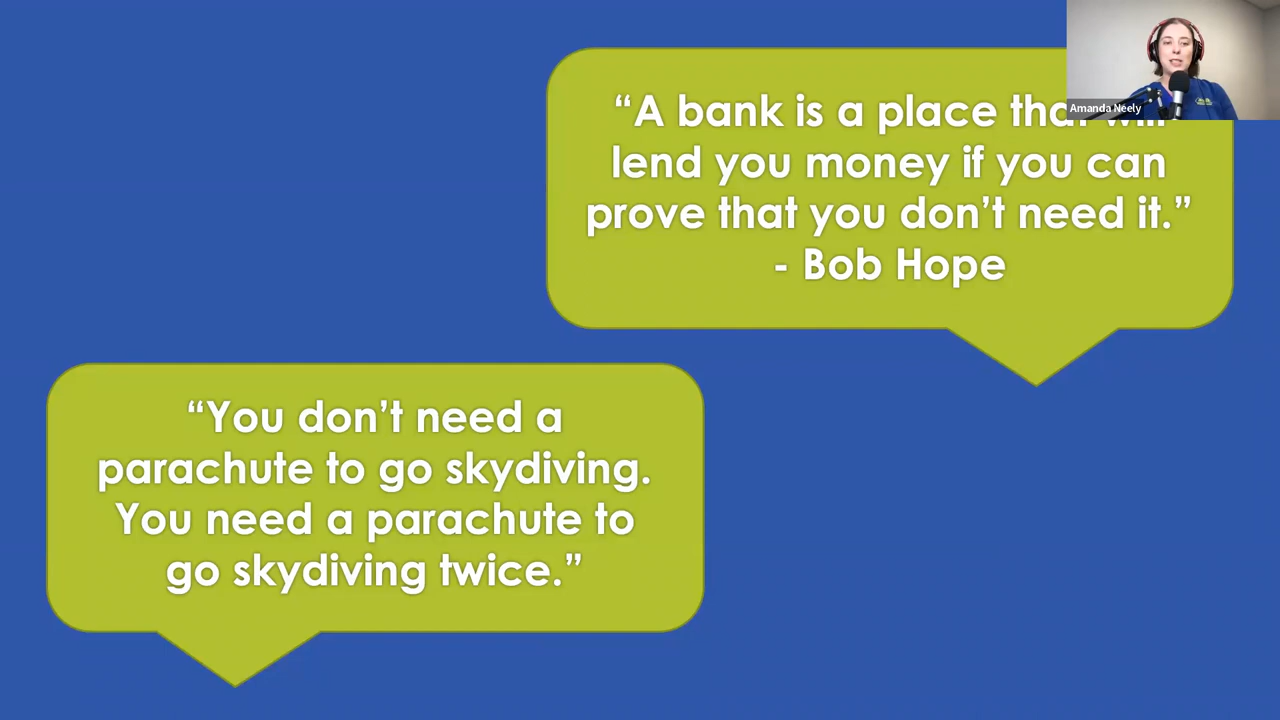 “A bank is a place that will
lend you money if you can
prove that you don’t need it.”
- Bob Hope
Amanda Neely
“You don’t need a
parachute to go skydiving.
You need a parachute to
go skydiving twice.”